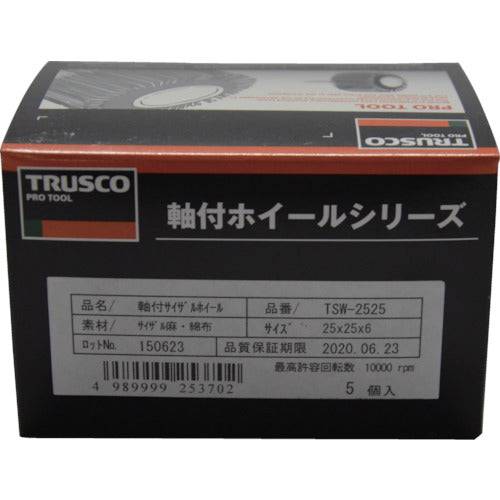 PRO TOOL
TRUSCO
PRO TOOL
TRUSCO
PRO TOOL
軸付ホイールシリーズ
品名/ 軸付サイザルホイール 品番/ TSW-2525
素材/ サイザル麻・綿布 サイズ 25x25x6
ロットNo. 150623 品質保証期限 2020.06.23
最高許容回転数 10000 rpm
4 989999 253702
5 個入